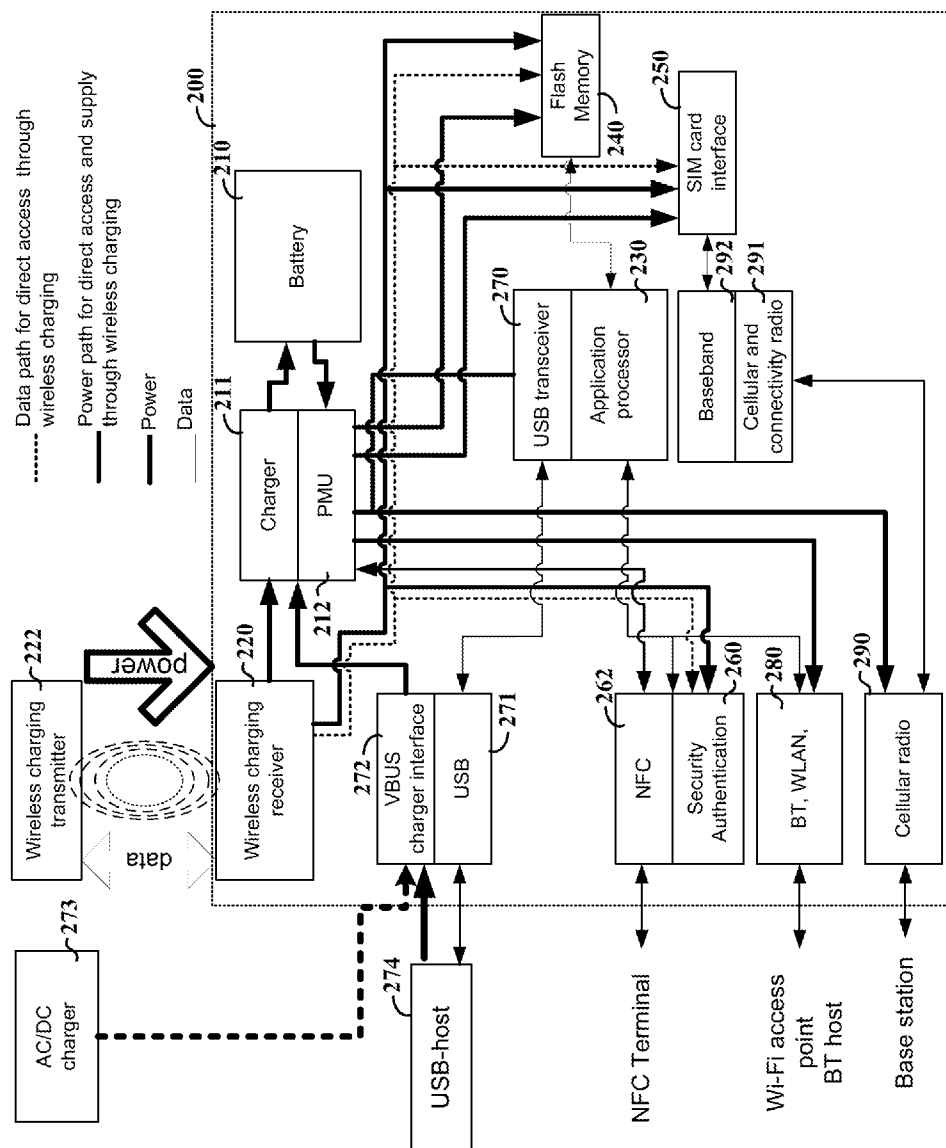 Data path for direct access through
wireless charging
Power path for direct access and supply
through wireless charging
Power
Data
AC/DC
charger
273
Wireless charging
transmitter
222
data
power
200
Wireless charging
receiver
220
Charger
211
PMU
212
Battery
210
VBUS
charger interface
272
USB
271
USB-host
274
USB transceiver
270
Application
processor
230
Flash
Memory
240
NFC
262
Security
Authentication
260
NFC Terminal
BT, WLAN,
280
Wi-Fi access
point
BT host
Baseband
292
Cellular and
connectivity radio
291
SIM card
interface
250
Cellular radio
290
Base station